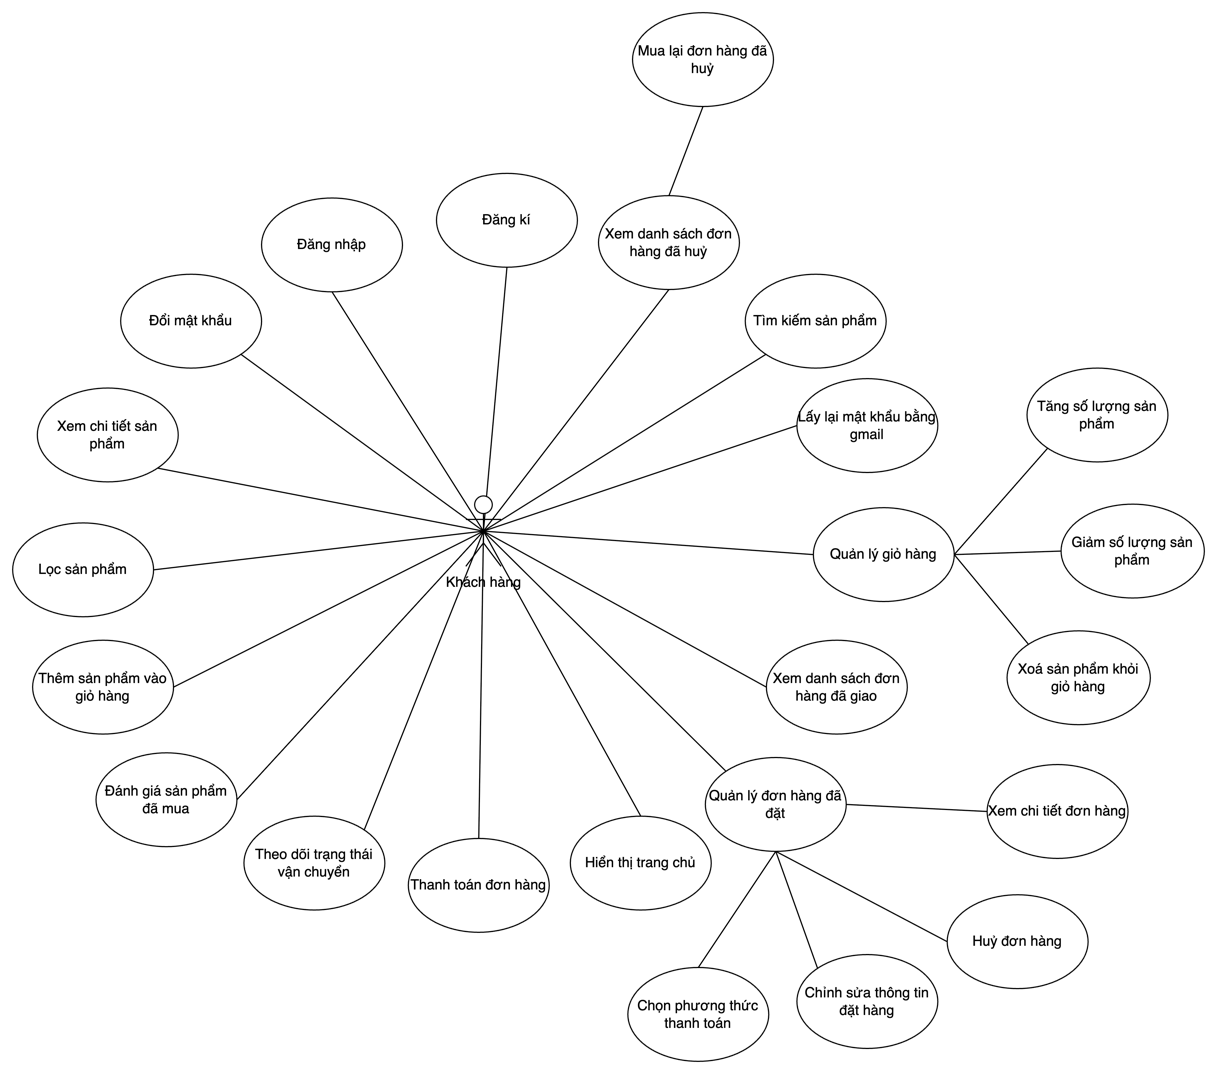 Mua lại đơn hàng đã
huỷ
Đăng kí
Đăng nhập
Xem danh sách đơn
hàng đã huỷ
Đổi mật khẩu
Tìm kiếm sản phẩm
Xem chi tiết sản
phẩm
Lấy lại mật khẩu bằng
gmail
Tăng số lượng sản
phẩm
Lọc sản phẩm
Khách hàng
Quản lý giỏ hàng
Giảm số lượng sản
phẩm
Thêm sản phẩm vào
giỏ hàng
Xem danh sách đơn
hàng đã giao
Xoá sản phẩm khỏi
giỏ hàng
Đánh giá sản phẩm
đã mua
Quản lý đơn hàng đã
đặt
Xem chi tiết đơn hàng
Theo dõi trạng thái
vận chuyển
Thanh toán đơn hàng
Hiển thị trang chủ
Huỷ đơn hàng
Chọn phương thức
thanh toán
Chỉnh sửa thông tin
đặt hàng